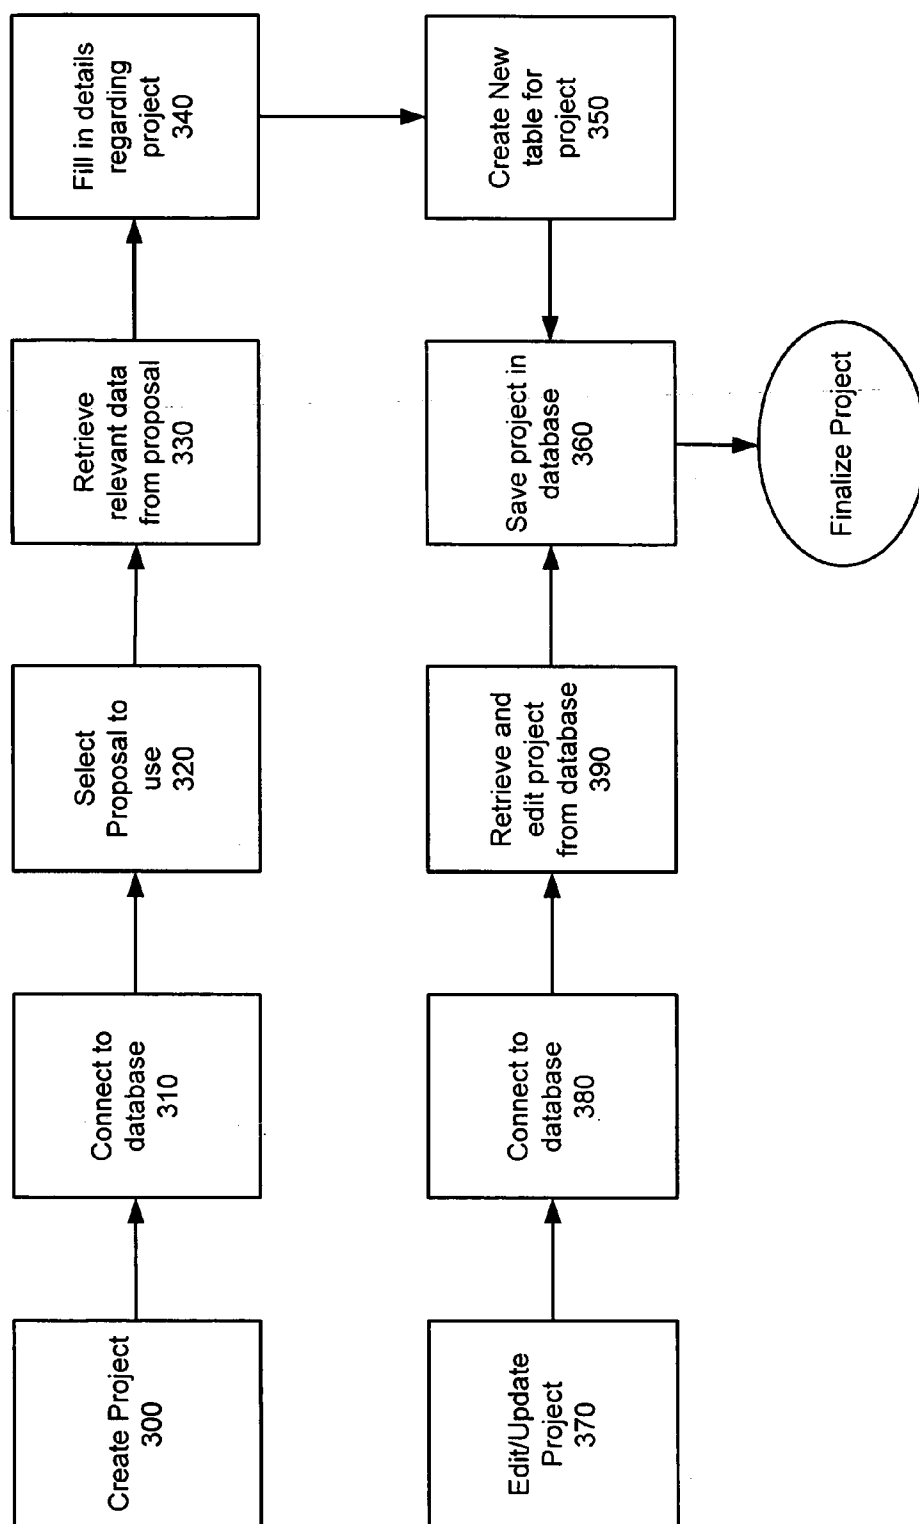 Create Project
300
Connect to
database
310
Select
Proposal to
use
320
Retrieve
relevant data
from proposal
330
Fill in details
regarding
project
340
Edit/Update
Project
370
Connect to
database
380
Retrieve and
edit project
from database
390
Save project in
database
360
Create New
table for
project
350
Finalize Project